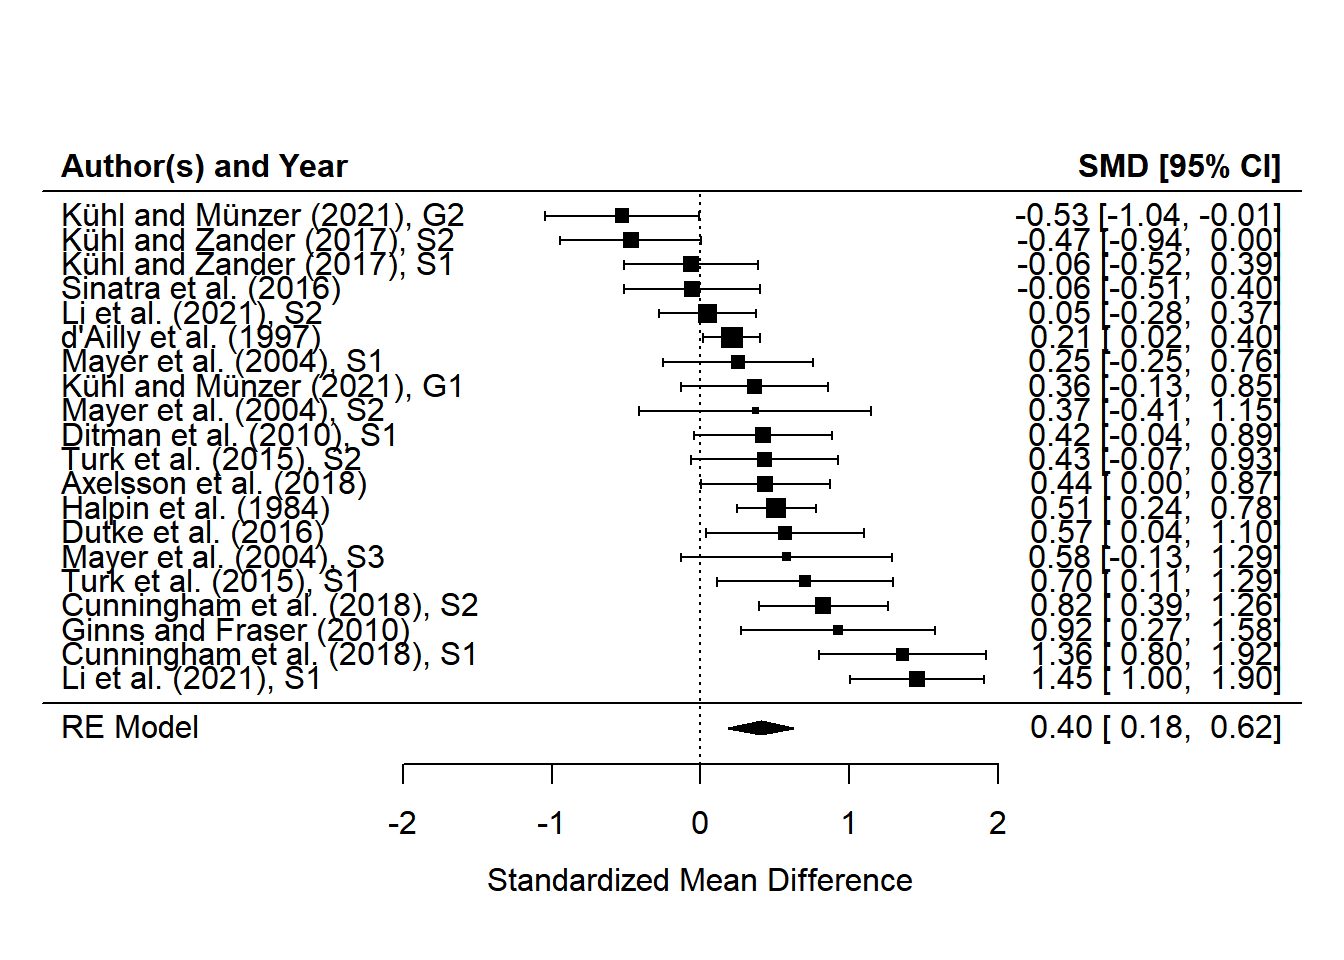 Author(s) and Year SMD [95% CI]
Kühl and Münzer (2021), G2 -0.53 [-1.04, -0.01]
Kühl and Zander (2017), S2 -0.47 [-0.94, 0.00]
Kühl and Zander (2017), S1 -0.06 [-0.52, 0.39]
Sinatra et al. (2016) -0.06 [-0.51, 0.40]
Li et al. (2021), S2 0.05 [-0.28, 0.37]
d'Ailly et al. (1997) 0.21 [ 0.02, 0.40]
Mayer et al. (2004), S1 0.25 [-0.25, 0.76]
Kühl and Münzer (2021), G1 0.36 [-0.13, 0.85]
Mayer et al. (2004), S2 0.37 [-0.41, 1.15]
Ditman et al. (2010), S1 0.42 [-0.04, 0.89]
Turk et al. (2015), S2 0.43 [-0.07, 0.93]
Axelsson et al. (2018) 0.44 [ 0.00, 0.87]
Halpin et al. (1984) 0.51 [ 0.24, 0.78]
Dutke et al. (2016) 0.57 [ 0.04, 1.10]
Mayer et al. (2004), S3 0.58 [-0.13, 1.29]
Turk et al. (2015), S1 0.70 [ 0.11, 1.29]
Cunningham et al. (2018), S2 0.82 [ 0.39, 1.26]
Ginns and Fraser (2010) 0.92 [ 0.27, 1.58]
Cunningham et al. (2018), S1 1.36 [ 0.80, 1.92]
Li et al. (2021), S1 1.45 [ 1.00, 1.90]
RE Model 0.40 [ 0.18, 0.62]
-2 -1 0 1 2
Standardized Mean Difference